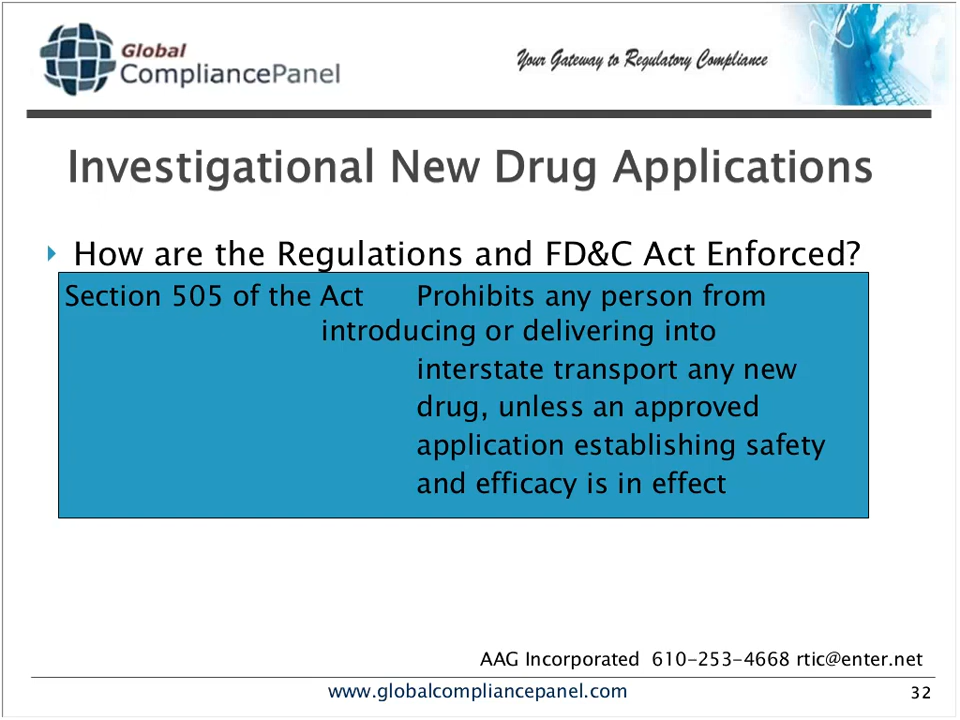 Global
CompliancePanel
Your Gateway to Regulatory Compliance
Investigational New Drug Applications
How are the Regulations and FD&C Act Enforced?
Section 505 of the Act Prohibits any person from
introducing or delivering into
interstate transport any new
drug, unless an approved
application establishing safety
and efficacy is in effect
AAG Incorporated 610-253-4668 rtic@enter.net
www.globalcompliancepanel.com
32